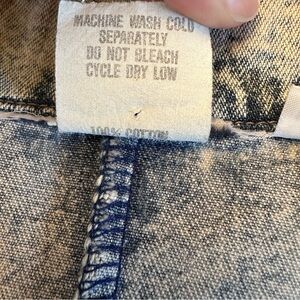 MACHINE WASH COLD
SEPARATELY
DO NOT BLEACH
CYCLE DRY LOW
100% COTTON